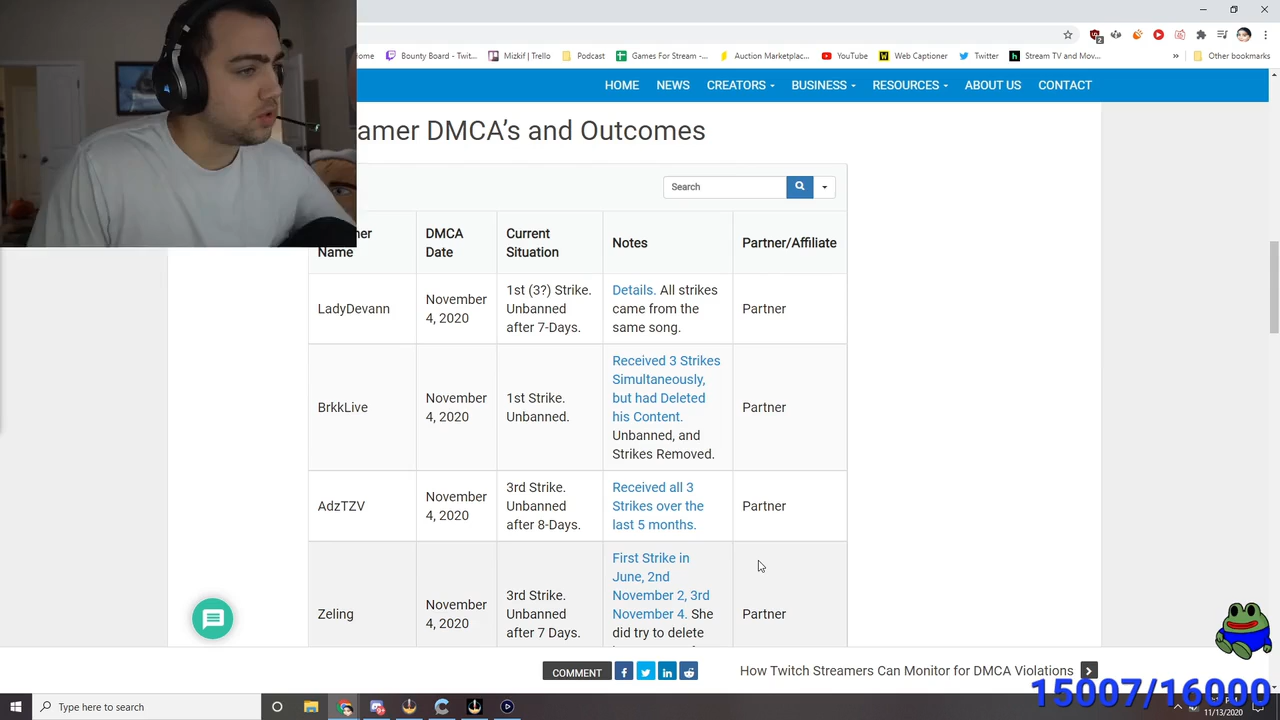 ome
Bounty Board - Twit...
Mizkif | Trello
Podcast
Games For Stream -...
Auction Marketplac...
YouTube
Web Captioner
Twitter
Stream TV and Mov...
»
Other bookmarks
HOME NEWS CREATORS BUSINESS RESOURCES ABOUT US CONTACT
amer DMCA’s and Outcomes
Search
ner
Name
DMCA
Date
Current
Situation
Notes
Partner/Affiliate
LadyDevann
November
4, 2020
1st (3?) Strike.
Unbanned
after 7-Days.
Details. All strikes
came from the
same song.
Partner
BrkkLive
November
4, 2020
1st Strike.
Unbanned.
Received 3 Strikes
Simultaneously,
but had Deleted
his Content.
Unbanned, and
Strikes Removed.
Partner
AdzTZV
November
4, 2020
3rd Strike.
Unbanned
after 8-Days.
Received all 3
Strikes over the
last 5 months.
Partner
Zeling
November
4, 2020
3rd Strike.
Unbanned
after 7 Days.
First Strike in
June, 2nd
November 2, 3rd
November 4. She
did try to delete
Partner
COMMENT
How Twitch Streamers Can Monitor for DMCA Violations
15007/16000
Type here to search
11/13/2020